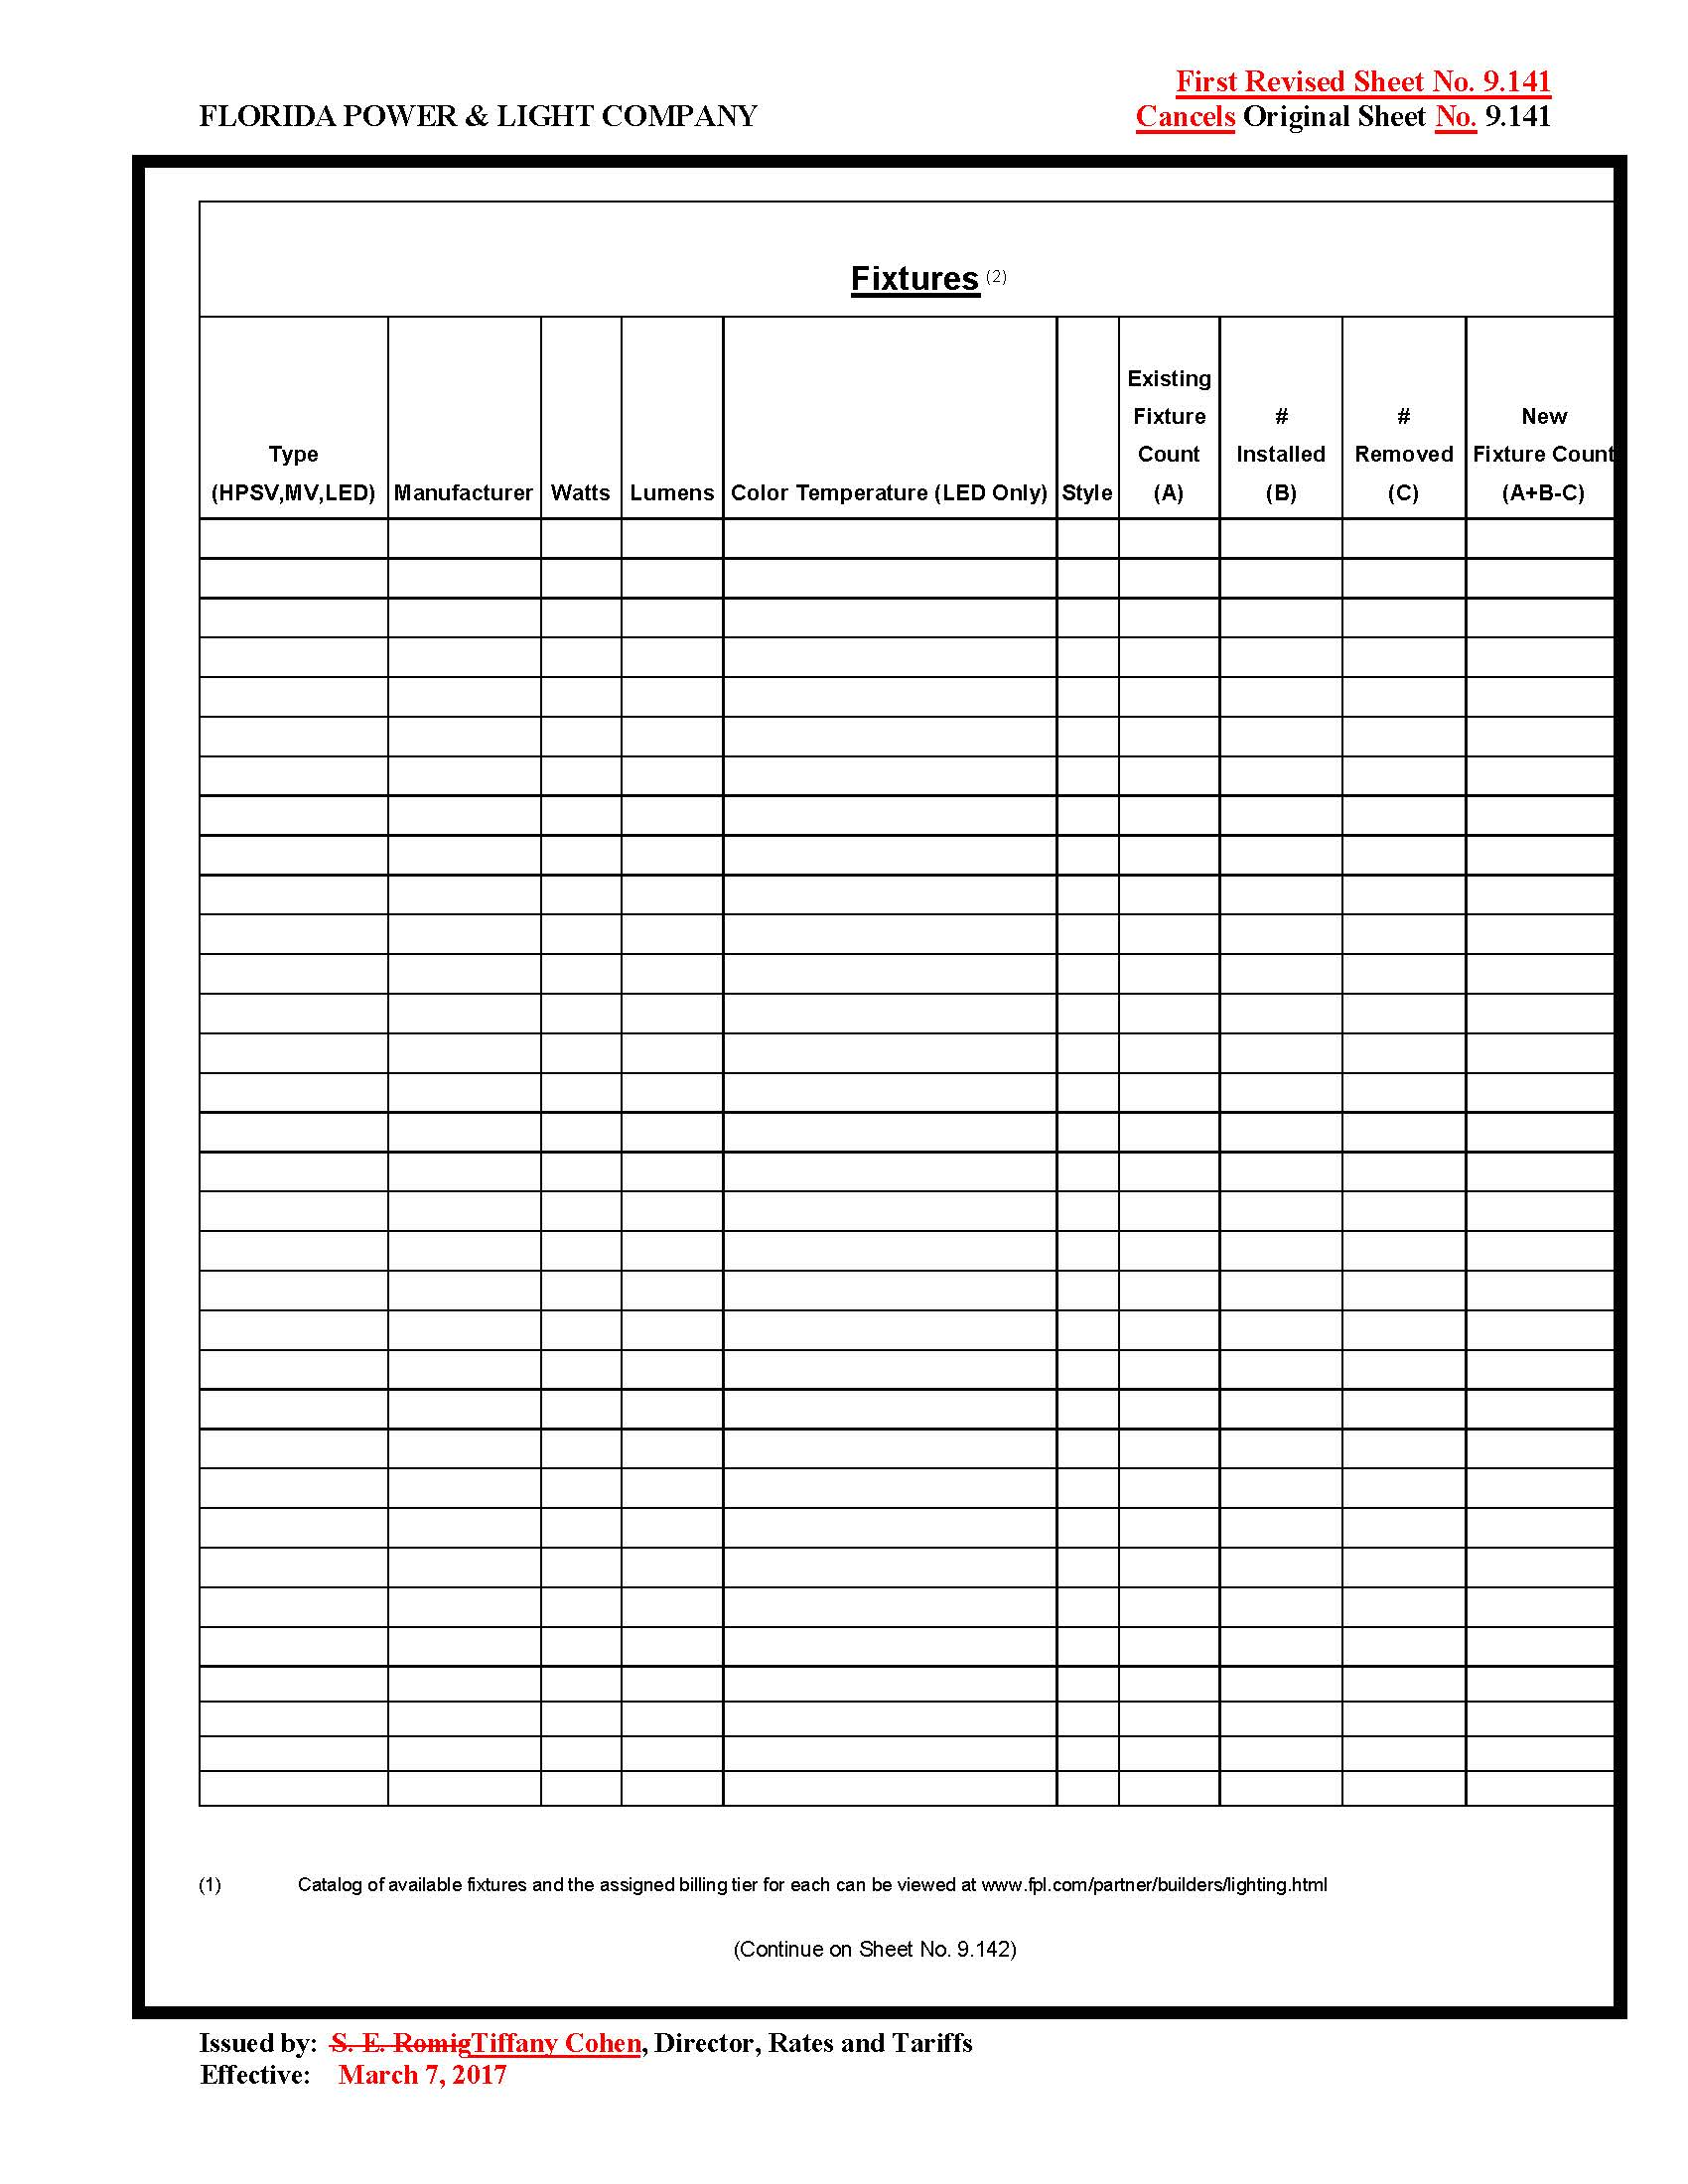 First Revised Sheet No. 9.141
FLORIDA POWER & LIGHT COMPANY Cancels Original Sheet No. 9.141
Fixtures (2)
Type
(HPSV,MV,LED)
Manufacturer
Watts
Lumens
Color Temperature (LED Only)
Style
Existing
Fixture
Count
(A)
#
Installed
(B)
#
Removed
(C)
New
Fixture Count
(A+B-C)
(1) Catalog of available fixtures and the assigned billing tier for each can be viewed at www.fpl.com/partner/builders/lighting.html
(Continue on Sheet No. 9.142)
Issued by: S. E. RomigTiffany Cohen, Director, Rates and Tariffs
Effective: March 7, 2017